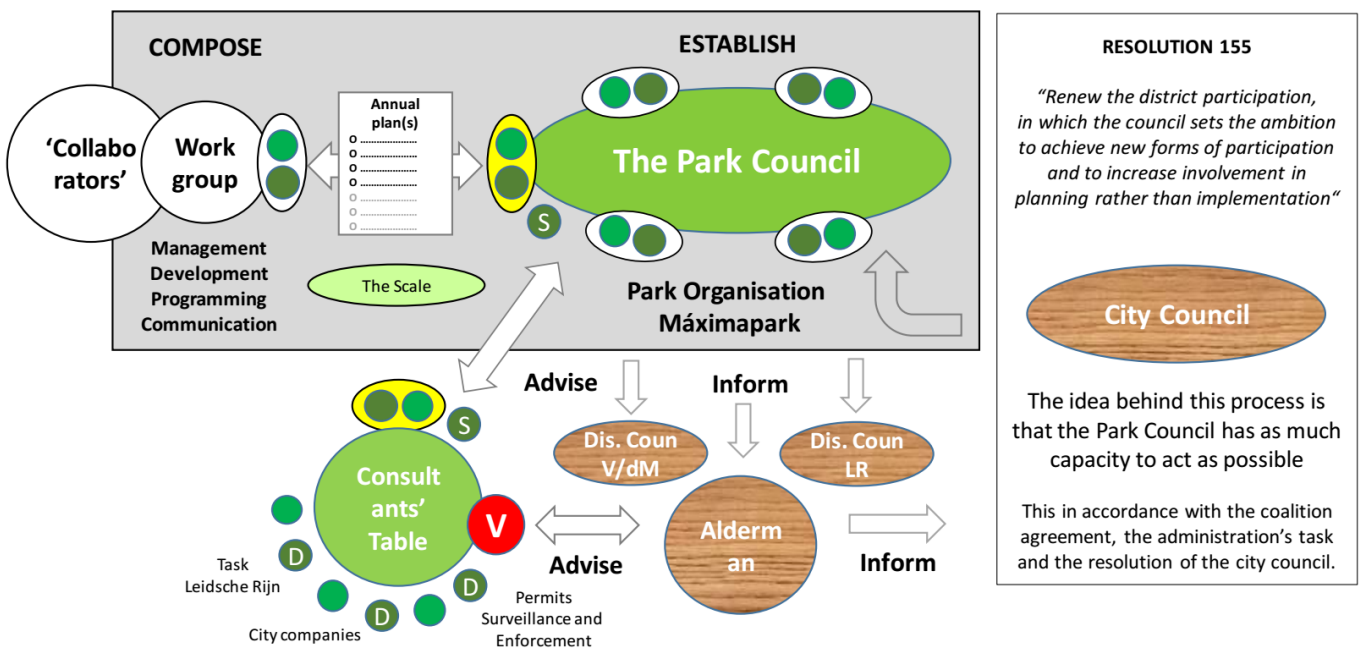 COMPOSE
ESTABLISH
‘Collabo
rators’
Work
group
Annual
plan(s)
o ......................
o ......................
o ......................
o ......................
o ......................
o ......................
o ......................
The Park Council
S
Management
Development
Programming
Communication
The Scale
Park Organisation
Máximapark
Advise
Inform
S
Dis. Coun
V/dM
Dis. Coun
LR
Consult
ants’
Table
V
Alderm
an
Advise
Inform
D
D
D
Task
Leidsche Rijn
City companies
Permits
Surveillance and
Enforcement
RESOLUTION 155
“Renew the district participation,
in which the council sets the ambition
to achieve new forms of participation
and to increase involvement in
planning rather than implementation“
City Council
The idea behind this process is
that the Park Council has as much
capacity to act as possible
This in accordance with the coalition
agreement, the administration’s task
and the resolution of the city council.